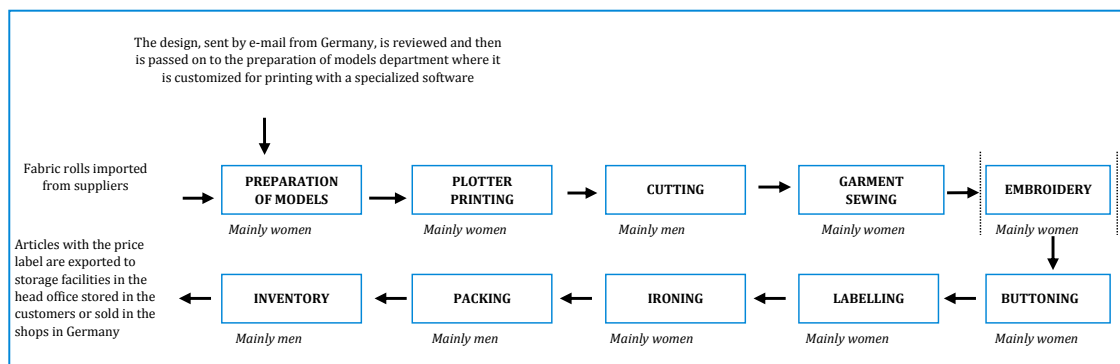 The design, sent by e-mail from Germany, is reviewed and then
is passed on to the preparation of models department where it
is customized for printing with a specialized software
Fabric rolls imported
from suppliers
PREPARATION
OF MODELS
Mainly women
PLOTTER
PRINTING
Mainly women
CUTTING
Mainly men
GARMENT
SEWING
Mainly women
EMBROIDERY
Mainly women
BUTTONING
Mainly women
LABELLING
Mainly women
IRONING
Mainly women
PACKING
Mainly men
INVENTORY
Mainly men
Articles with the price
label are exported to
storage facilities in the
head office stored in the
customers or sold in the
shops in Germany